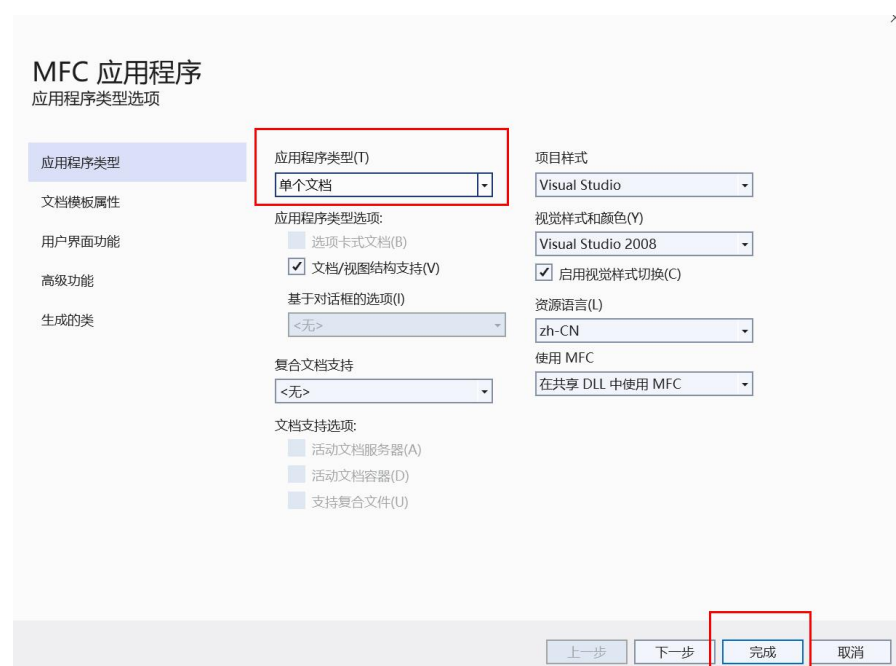 MFC 应用程序
应用程序类型选项
应用程序类型
文档模板属性
用户界面功能
高级功能
生成的类
应用程序类型(T)
单个文档
应用程序类型选项:
选项卡式文档(B)
文档/视图结构支持(V)
基于对话框的选项(I)
<无>
复合文档支持
<无>
文档支持选项:
活动文档服务器(A)
活动文档容器(D)
支持复合文件(U)
项目样式
Visual Studio
视觉样式和颜色(Y)
Visual Studio 2008
启用视觉样式切换(C)
资源语言(L)
zh-CN
使用 MFC
在共享 DLL 中使用 MFC
上一步
下一步
完成
取消